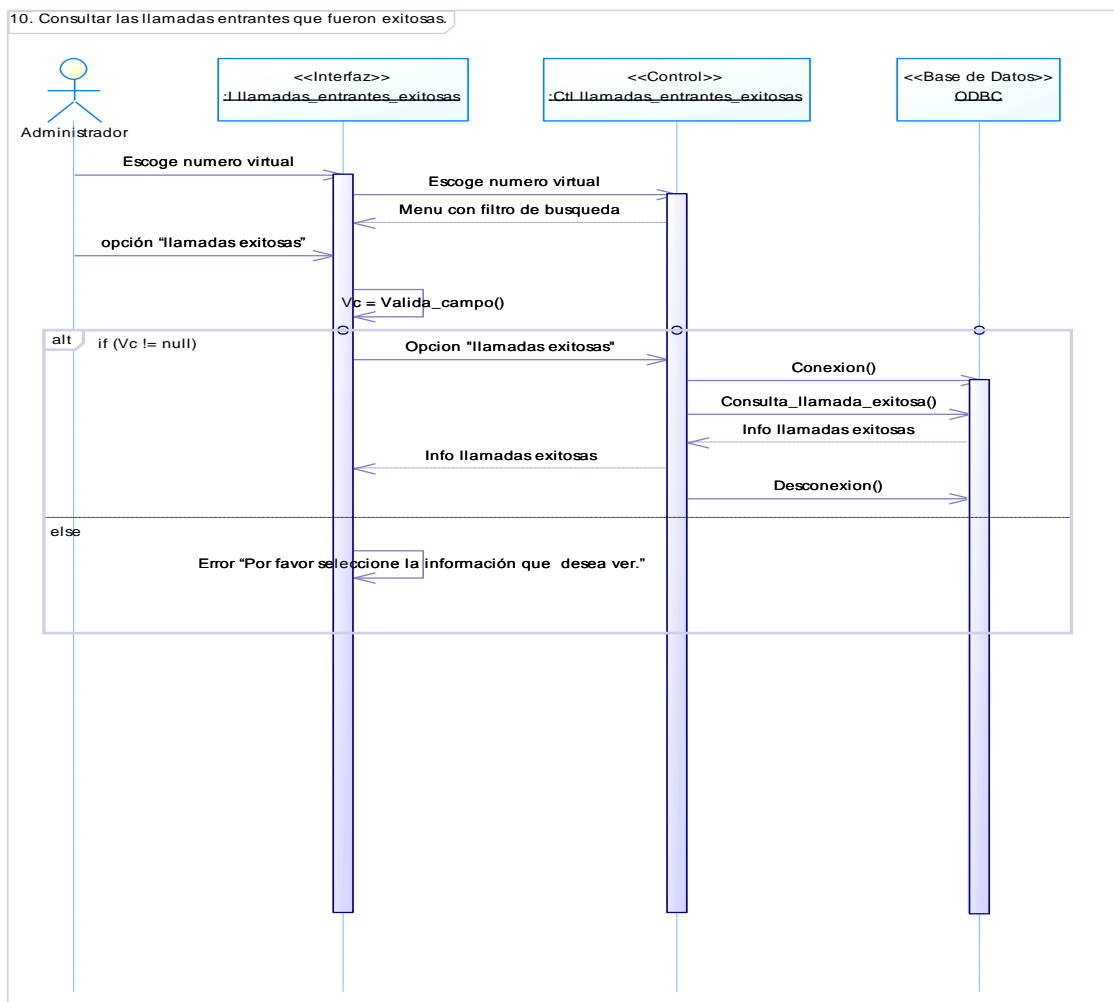 10. Consultar las llamadas entrantes que fueron exitosas.
<<Interfaz>>
:I llamadas_entrantes_exitosas
<<Control>>
:Ctl llamadas_entrantes_exitosas
<<Base de Datos>>
ODBC
Administrador
Escoge numero virtual
Escoge numero virtual
Menu con filtro de busqueda
opción “llamadas exitosas”
Vc = Valida_campo()
alt
if (Vc != null)
Opcion "llamadas exitosas"
Conexion()
Consulta_llamada_exitosa()
Info llamadas exitosas
Info llamadas exitosas
Desconexion()
else
Error “Por favor seleccione la información que desea ver.”